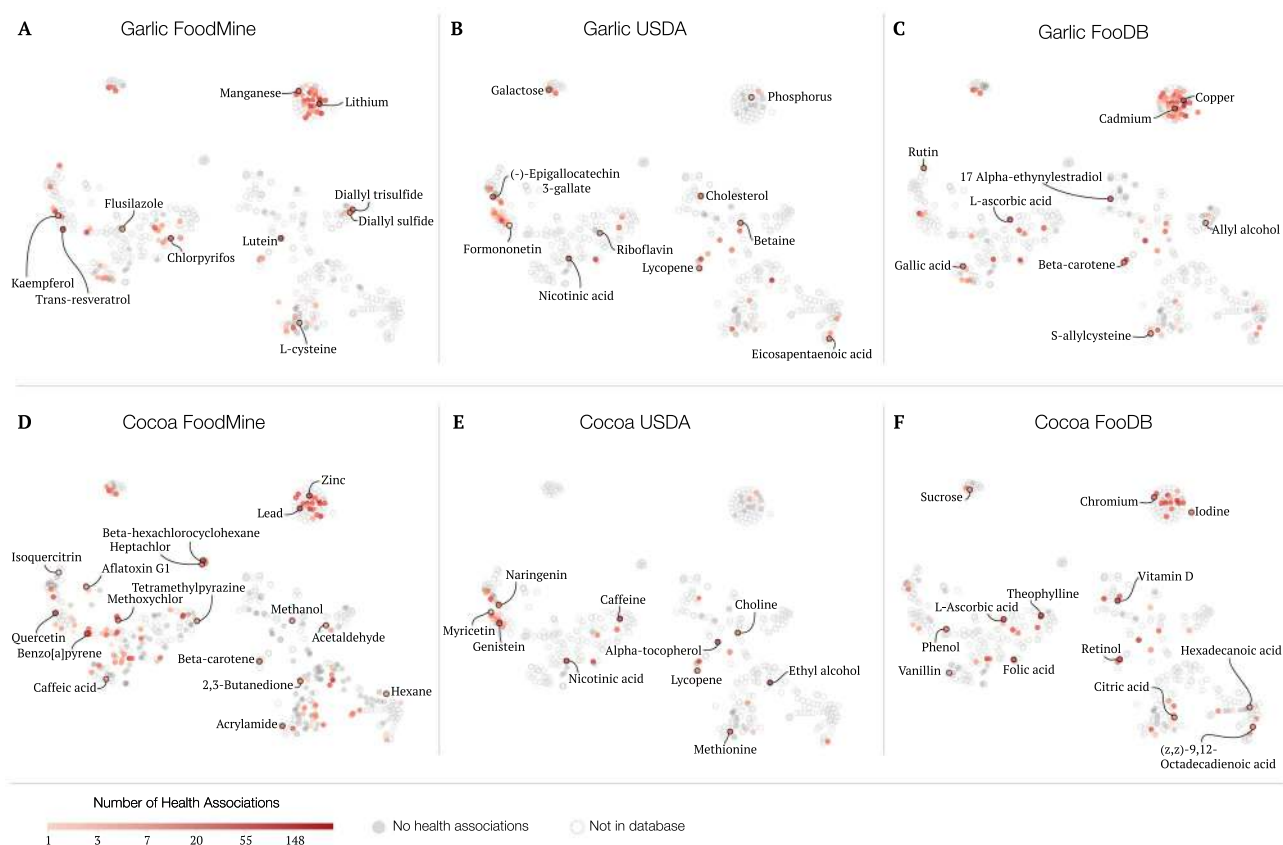 A
Garlic FoodMine
Manganese
Lithium
Diallyl trisulfide
Flusilazole
Diallyl sulfide
Lutein
Chlorpyrifos
Kaempferol
Trans-resveratrol
L-cysteine
B
Garlic USDA
Galactose
Phosphorus
(-)-Epigallocatechin
3-gallate
Cholesterol
Formononetin
Riboflavin
Betaine
Lycopene
Nicotinic acid
Eicosapentaenoic acid
C
Garlic FooDB
Copper
Cadmium
Rutin
17 Alpha-ethynylestradiol
L-ascorbic acid
Allyl alcohol
Gallic acid
Beta-carotene
S-allylcysteine
D
Cocoa FoodMine
Zinc
Lead
Beta-hexachlorocyclohexane
Heptachlor
Isoquercitrin
Aflatoxin G1
Tetramethylpyrazine
Methoxychlor
Methanol
Quercetin
Acetaldehyde
Benzo[a]pyrene
Beta-carotene
Caffeic acid
2,3-Butanedione
Hexane
Acrylamide
E
Cocoa USDA
Naringenin
Caffeine
Choline
Myricetin
Genistein
Alpha-tocopherol
Nicotinic acid
Lycopene
Ethyl alcohol
Methionine
F
Cocoa FooDB
Sucrose
Chromium
Iodine
Vitamin D
Theophylline
L-Ascorbic acid
Phenol
Retinol
Hexadecanoic acid
Vanillin
Folic acid
Citric acid
(z,z)-9,12-
Octadecadienoic acid
Number of Health Associations
1 3 7 20 55 148
No health associations
Not in database